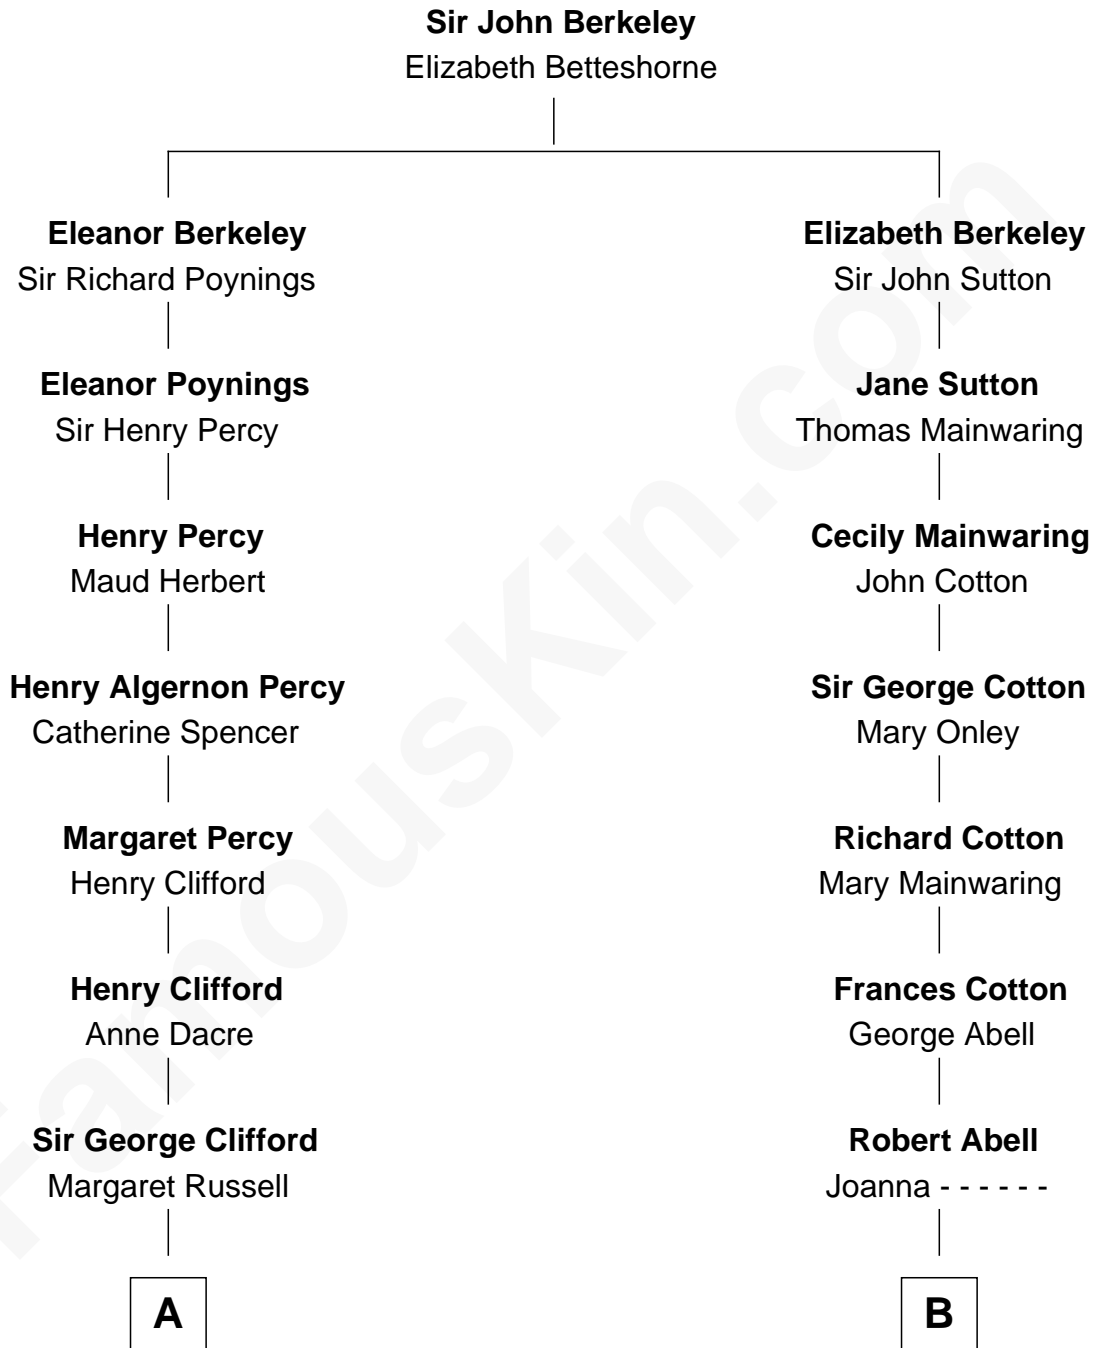 Sir John Berkeley
Elizabeth Betteshorne
Eleanor Berkeley
Sir Richard Poynings
Eleanor Poynings
Sir Henry Percy
Henry Percy
Maud Herbert
Henry Algernon Percy
Catherine Spencer
Margaret Percy
Henry Clifford
Henry Clifford
Anne Dacre
Sir George Clifford
Margaret Russell
A
Elizabeth Berkeley
Sir John Sutton
Jane Sutton
Thomas Mainwaring
Cecily Mainwaring
John Cotton
Sir George Cotton
Mary Onley
Richard Cotton
Mary Mainwaring
Frances Cotton
George Abell
Robert Abell
Joanna - - - - - -
B
FamousKin.com